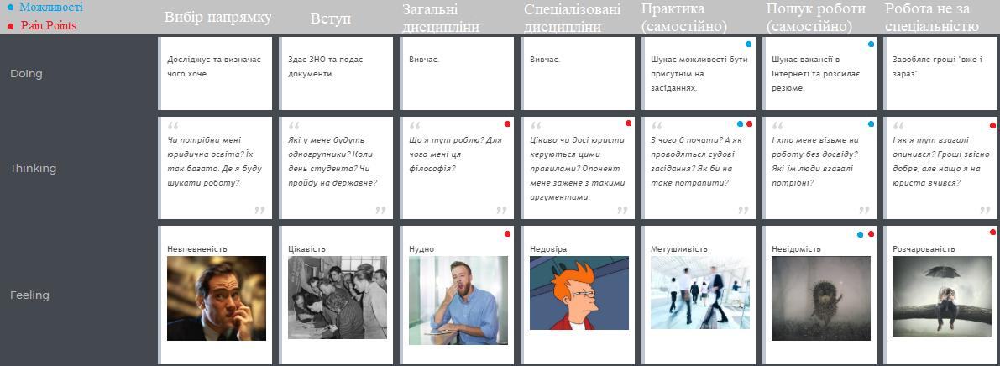 Можливості
Pain Points
Вибір напрямку
Вступ
Загальні
дисципліни
Спеціалізовані
дисципліни
Практика
(самостійно)
Пошук роботи
(самостійно)
Робота не за
спеціальністю
Doing
Досліджує та визначає
чого хоче.
Здає ЗНО та подає
документи.
Вивчає.
Вивчає.
Шукає можливості бути
присутнім на
засіданнях.
Шукає вакансії в
Інтернеті та розсилає
резюме.
Заробляє гроші "вже і
зараз"
Thinking
“
Чи потрібна мені
юридична освіта? Їх
так багато. Де я буду
шукати роботу?
”
“
Які у мене будуть
одногрупники? Коли
день студента? Чи
пройду на державне?
”
“
Що я тут роблю? Для
чого мені ця
філософія?
”
“
Цікаво чи досі юристи
керуються цими
правилами? Опонент
мене зажене з такими
аргументами.
”
“
З чого б почати? А як
проводяться судові
засідання? Як би на
таке потрапити?
”
“
І хто мене візьме на
роботу без досвіду?
Які їм люди взагалі
потрібні?
”
“
І як я тут взагалі
опинився? Гроші звісно
добре, але нащо я на
юриста вчився?
”
Feeling
Невпевненість
Цікавість
Нудно
Недовіра
Метушливість
Невідомість
Розчарованість